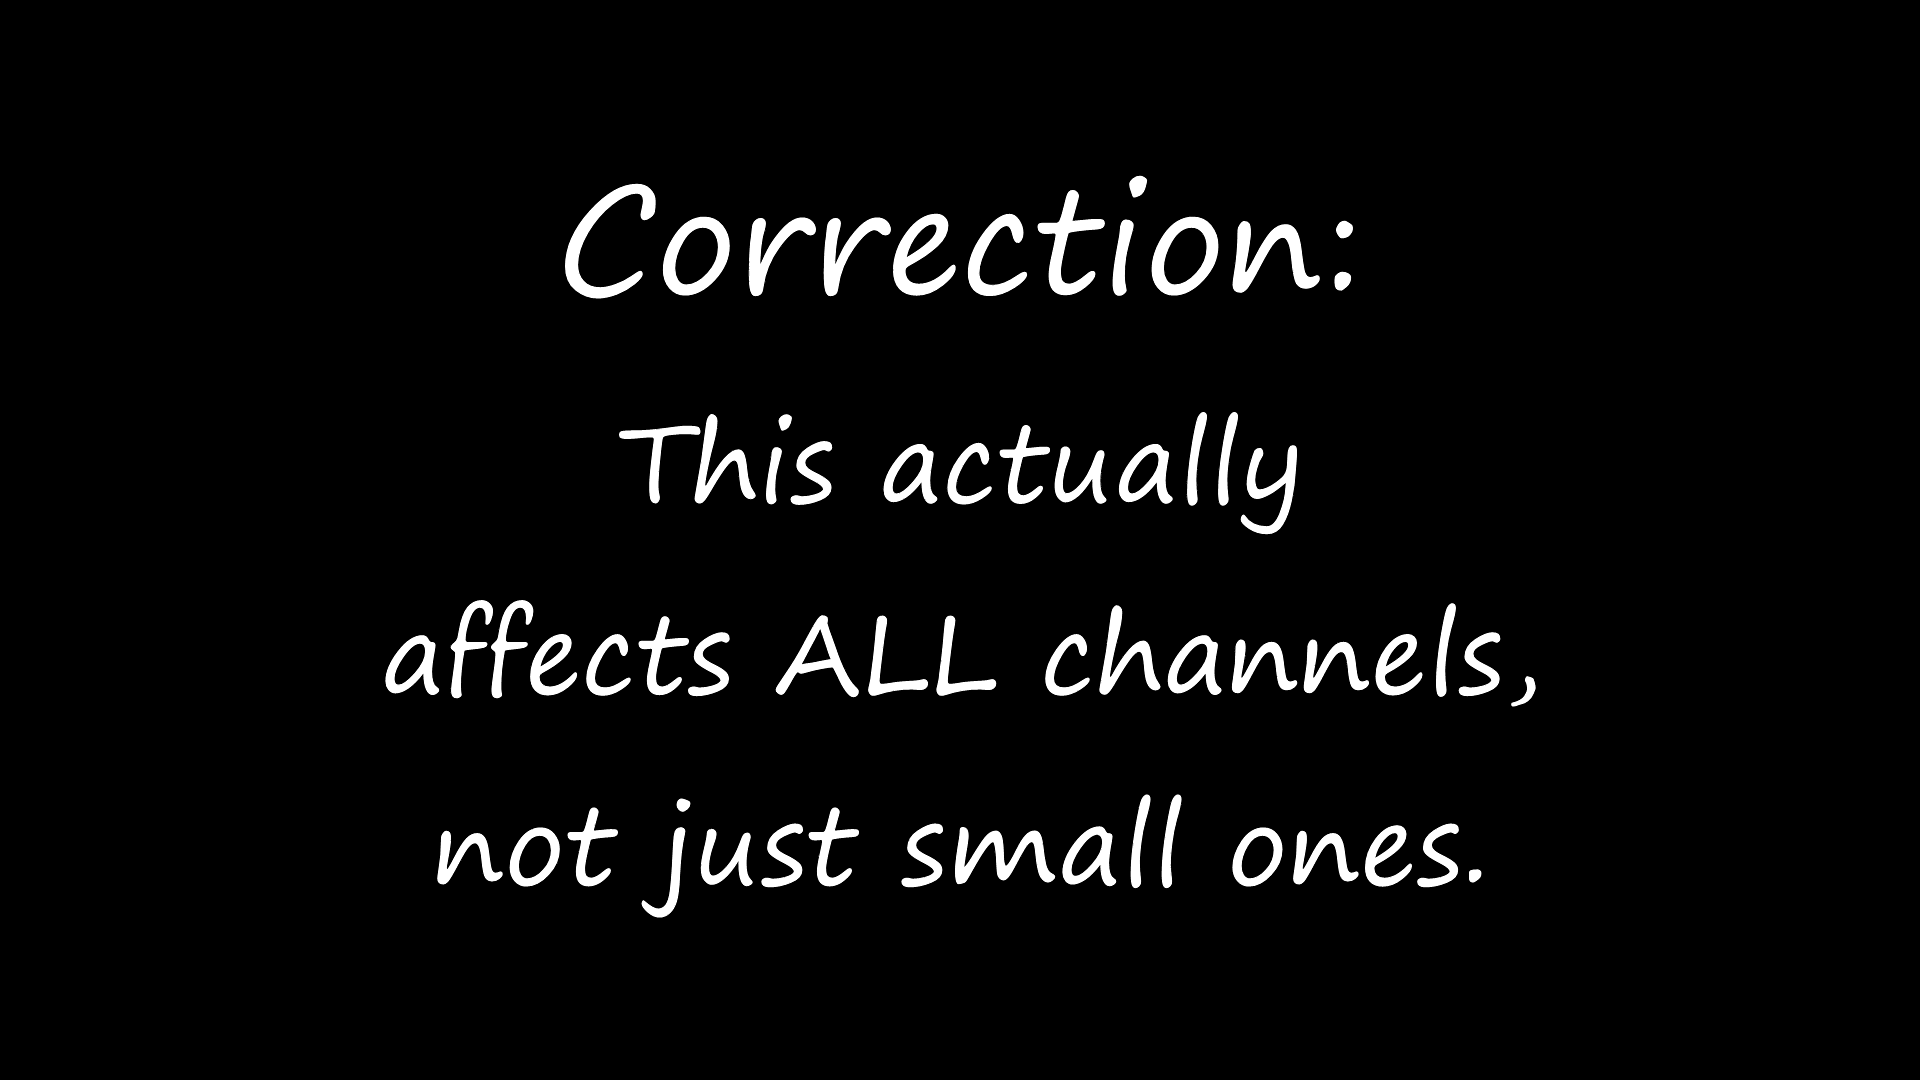 Correction:
This actually
affects ALL channels,
not just small ones.